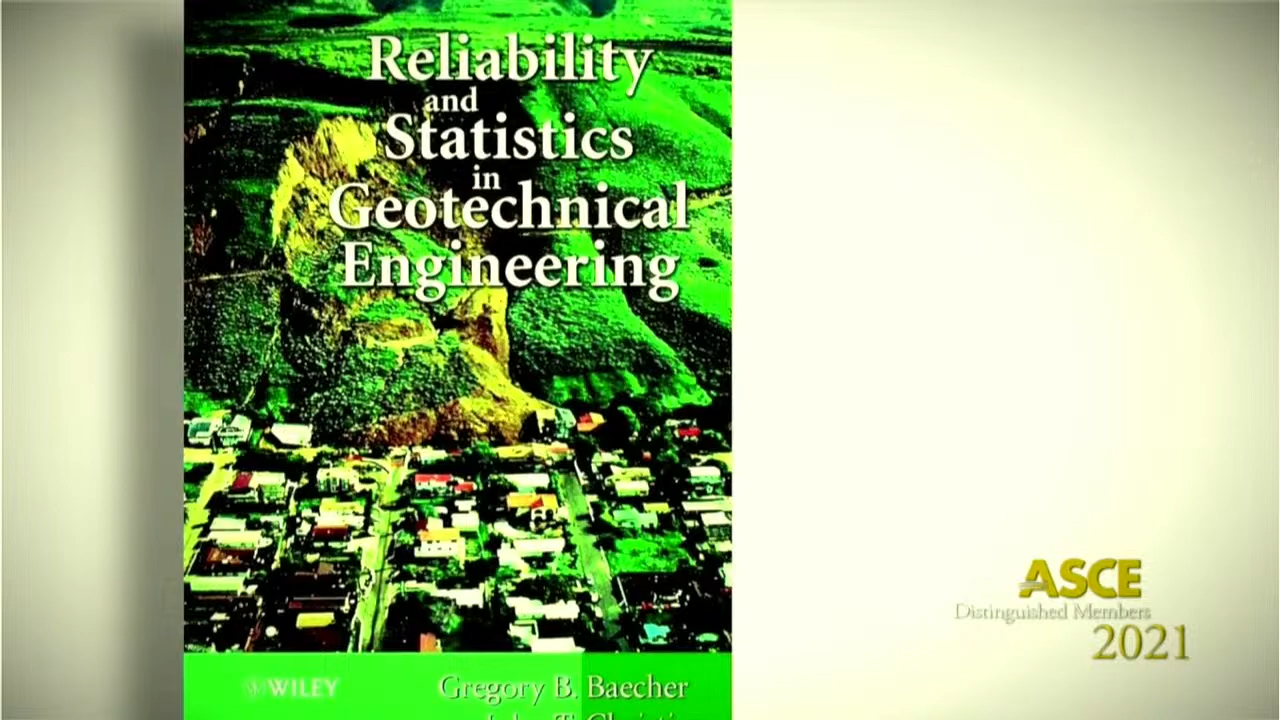 Reliability
and
Statistics
in
Geotechnical
Engineering
WILEY
Gregory B. Baecher
ASCE
Distinguished Members
2021